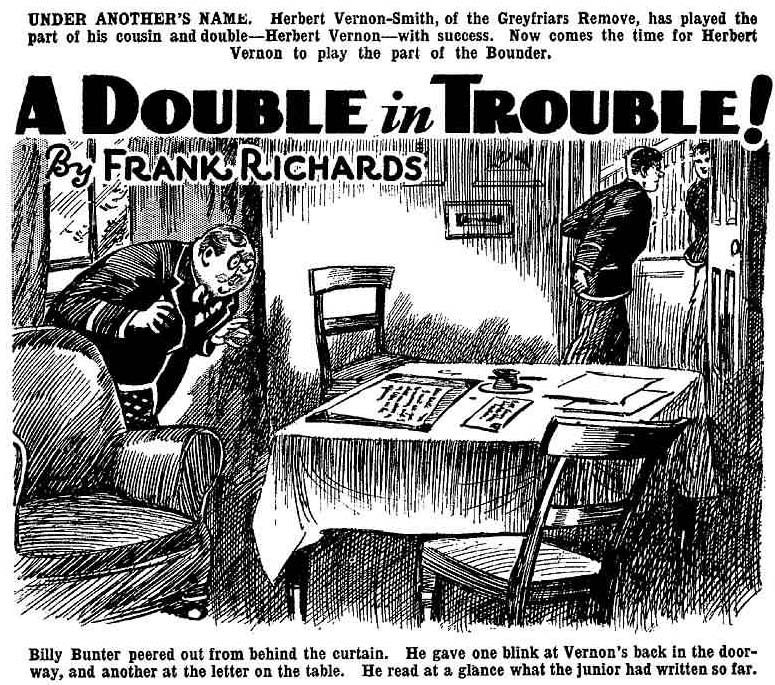 UNDER ANOTHER'S NAME. Herbert Vernon-Smith, of the Greyfriars Remove, has played the
part of his cousin and double—Herbert Vernon—with success. Now comes the time for Herbert
Vernon to play the part of the Bounder.
A DOUBLE in TROUBLE!
By FRANK RICHARDS
Billy Bunter peered out from behind the curtain. He gave one blink at Vernon's back in the door-
way, and another at the letter on the table. He read at a glance what the junior had written so far.